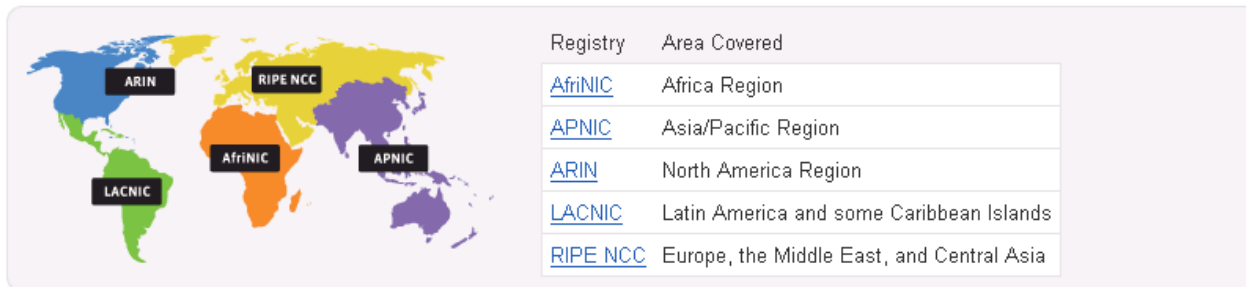 ARIN
RIPE NCC
AfriNIC
APNIC
LACNIC
Registry Area Covered
AfriNIC Africa Region
APNIC Asia/Pacific Region
ARIN North America Region
LACNIC Latin America and some Caribbean Islands
RIPE NCC Europe, the Middle East, and Central Asia